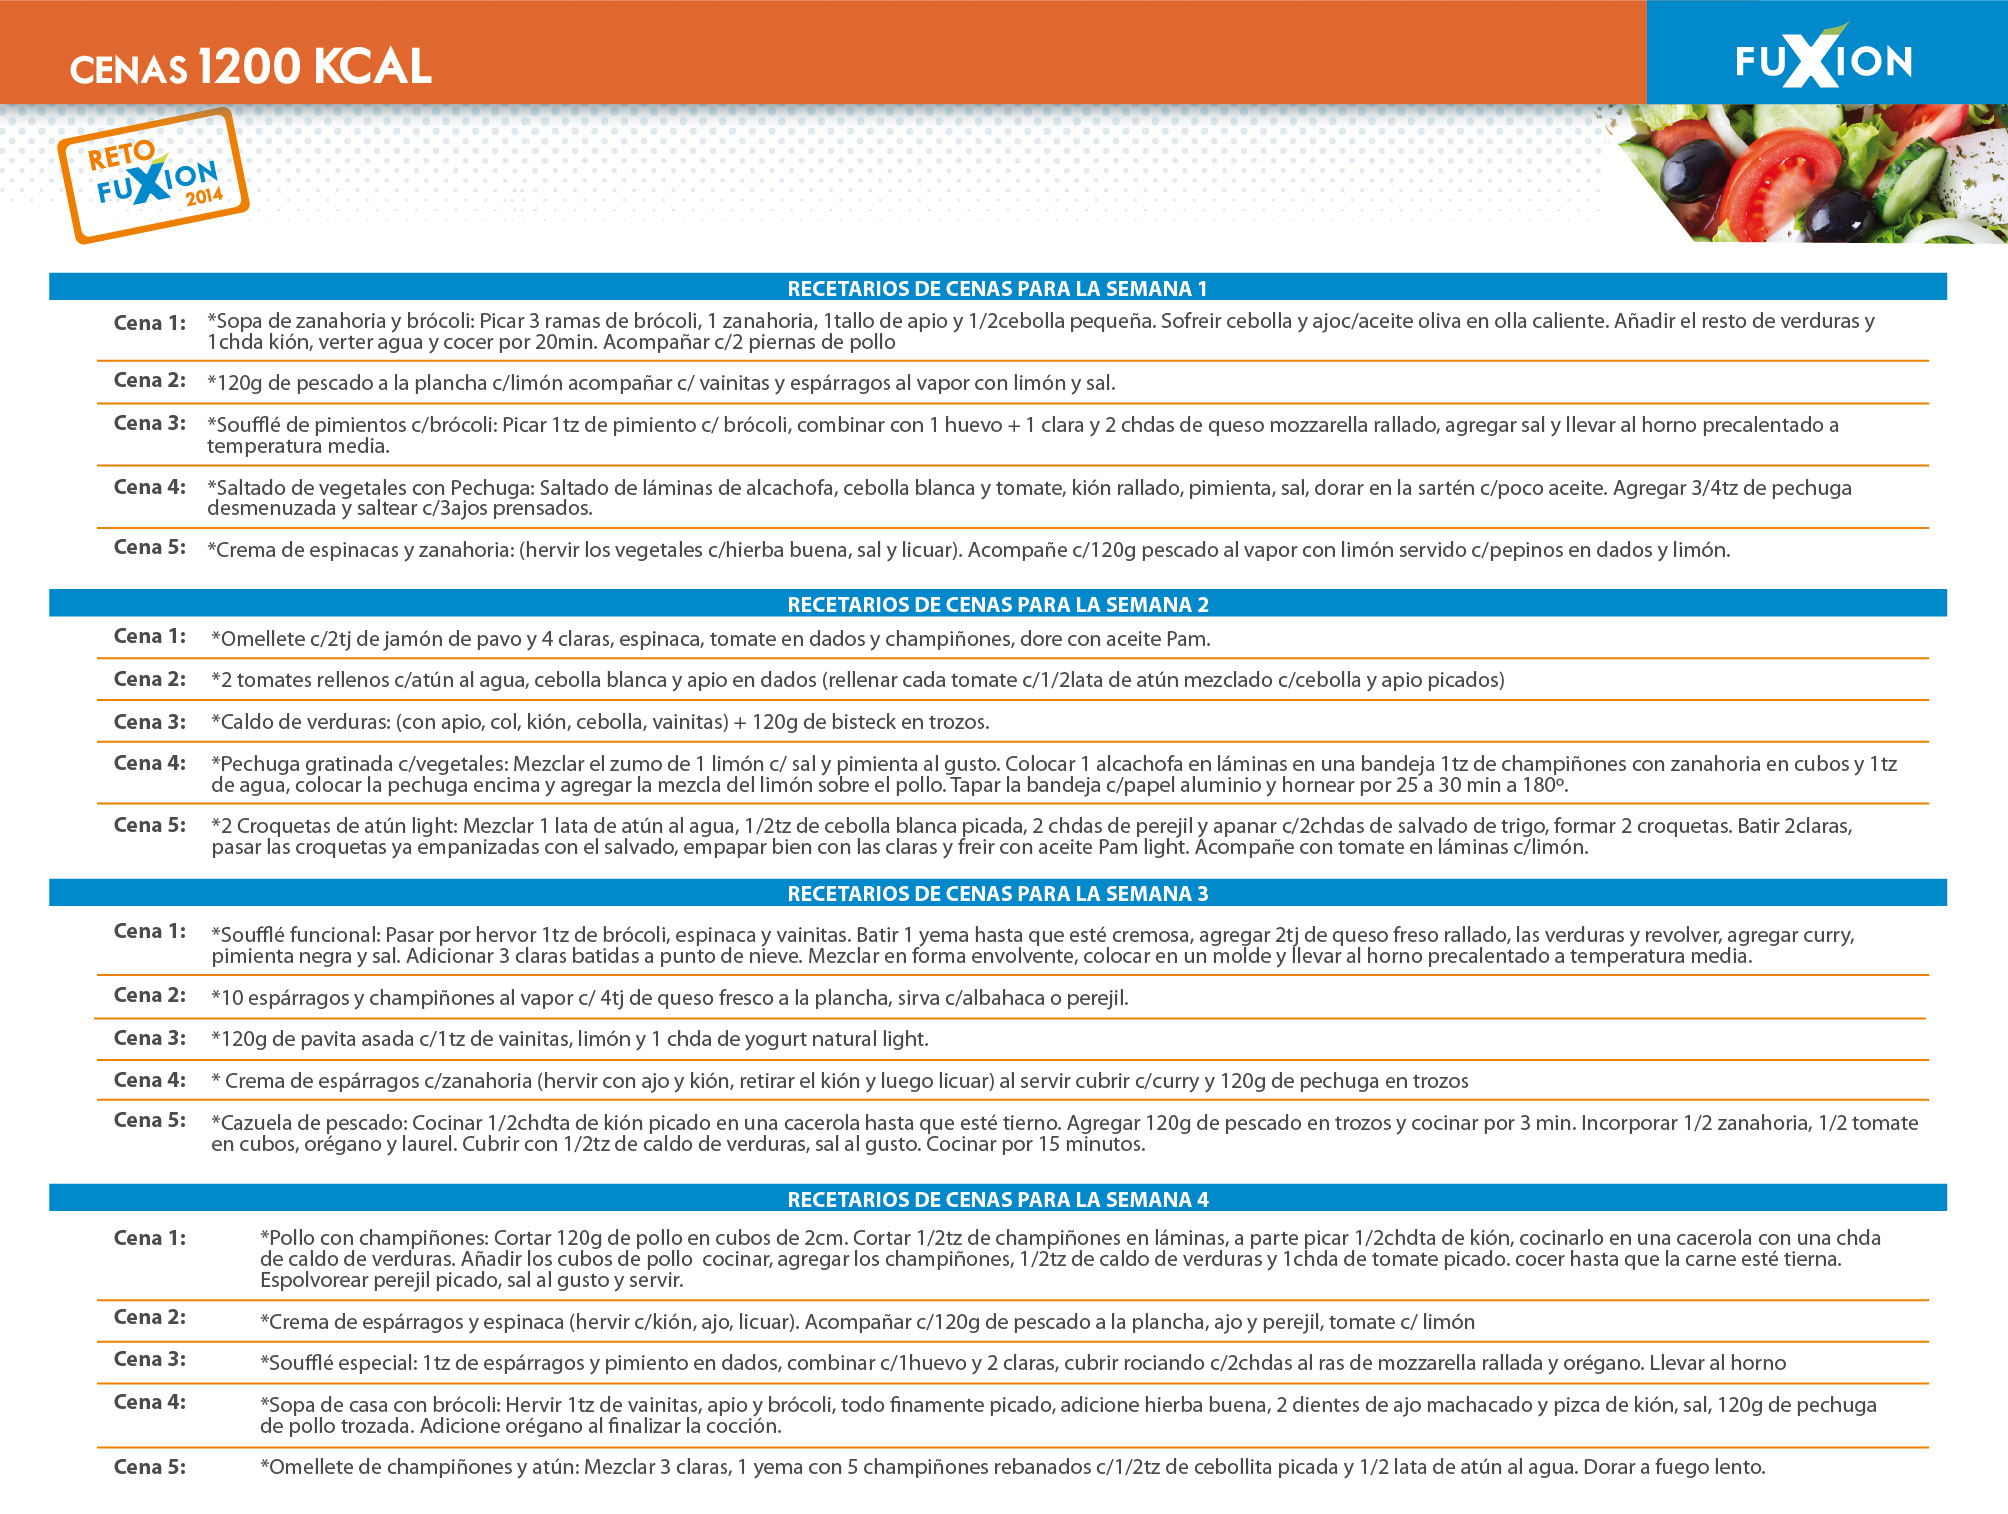 CENAS 1200 KCAL
FUXION
RETO
FUXION
2014
RECETARIOS DE CENAS PARA LA SEMANA 1
Cena 1: *Sopa de zanahoria y brócoli: Picar 3 ramas de brócoli, 1 zanahoria, 1tallo de apio y 1/2cebolla pequeña. Sofreir cebolla y ajoc/aceite oliva en olla caliente. Añadir el resto de verduras y
1chda kión, verter agua y cocer por 20min. Acompañar c/2 piernas de pollo
Cena 2: *120g de pescado a la plancha c/limón acompañar c/ vainitas y espárragos al vapor con limón y sal.
Cena 3: *Soufflé de pimientos c/brócoli: Picar 1tz de pimiento c/ brócoli, combinar con 1 huevo + 1 clara y 2 chdas de queso mozzarella rallado, agregar sal y llevar al horno precalentado a
temperatura media.
Cena 4: *Saltado de vegetales con Pechuga: Saltado de láminas de alcachofa, cebolla blanca y tomate, kión rallado, pimienta, sal, dorar en la sartén c/poco aceite. Agregar 3/4tz de pechuga
desmenuzada y saltear c/3ajos prensados.
Cena 5: *Crema de espinacas y zanahoria: (hervir los vegetales c/hierba buena, sal y licuar). Acompañe c/120g pescado al vapor con limón servido c/pepinos en dados y limón.
RECETARIOS DE CENAS PARA LA SEMANA 2
Cena 1: *Omellete c/2tj de jamón de pavo y 4 claras, espinaca, tomate en dados y champiñones, dore con aceite Pam.
Cena 2: *2 tomates rellenos c/atún al agua, cebolla blanca y apio en dados (rellenar cada tomate c/1/2lata de atún mezclado c/cebolla y apio picados)
Cena 3: *Caldo de verduras: (con apio, col, kión, cebolla, vainitas) + 120g de bisteck en trozos.
Cena 4: *Pechuga gratinada c/vegetales: Mezclar el zumo de 1 limón c/ sal y pimienta al gusto. Colocar 1 alcachofa en láminas en una bandeja 1tz de champiñones con zanahoria en cubos y 1tz
de agua, colocar la pechuga encima y agregar la mezcla del limón sobre el pollo. Tapar la bandeja c/papel aluminio y hornear por 25 a 30 min a 180º.
Cena 5: *2 Croquetas de atún light: Mezclar 1 lata de atún al agua, 1/2tz de cebolla blanca picada, 2 chdas de perejil y apanar c/2chdas de salvado de trigo, formar 2 croquetas. Batir 2claras,
pasar las croquetas ya empanizadas con el salvado, empapar bien con las claras y freir con aceite Pam light. Acompañe con tomate en láminas c/limón.
RECETARIOS DE CENAS PARA LA SEMANA 3
Cena 1: *Soufflé funcional: Pasar por hervor 1tz de brócoli, espinaca y vainitas. Batir 1 yema hasta que esté cremosa, agregar 2tj de queso freso rallado, las verduras y revolver, agregar curry,
pimienta negra y sal. Adicionar 3 claras batidas a punto de nieve. Mezclar en forma envolvente, colocar en un molde y llevar al horno precalentado a temperatura media.
Cena 2: *10 espárragos y champiñones al vapor c/ 4tj de queso fresco a la plancha, sirva c/albahaca o perejil.
Cena 3: *120g de pavita asada c/1tz de vainitas, limón y 1 chda de yogurt natural light.
Cena 4: * Crema de espárragos c/zanahoria (hervir con ajo y kión, retirar el kión y luego licuar) al servir cubrir c/curry y 120g de pechuga en trozos
Cena 5: *Cazuela de pescado: Cocinar 1/2chdta de kión picado en una cacerola hasta que esté tierno. Agregar 120g de pescado en trozos y cocinar por 3 min. Incorporar 1/2 zanahoria, 1/2 tomate
en cubos, orégano y laurel. Cubrir con 1/2tz de caldo de verduras, sal al gusto. Cocinar por 15 minutos.
RECETARIOS DE CENAS PARA LA SEMANA 4
Cena 1: *Pollo con champiñones: Cortar 120g de pollo en cubos de 2cm. Cortar 1/2tz de champiñones en láminas, a parte picar 1/2chdta de kión, cocinarlo en una cacerola con una chda
de caldo de verduras. Añadir los cubos de pollo cocinar, agregar los champiñones, 1/2tz de caldo de verduras y 1chda de tomate picado. cocer hasta que la carne esté tierna.
Espolvorear perejil picado, sal al gusto y servir.
Cena 2: *Crema de espárragos y espinaca (hervir c/kión, ajo, licuar). Acompañar c/120g de pescado a la plancha, ajo y perejil, tomate c/ limón
Cena 3: *Soufflé especial: 1tz de espárragos y pimiento en dados, combinar c/1huevo y 2 claras, cubrir rociando c/2chdas al ras de mozzarella rallada y orégano. Llevar al horno
Cena 4: *Sopa de casa con brócoli: Hervir 1tz de vainitas, apio y brócoli, todo finamente picado, adicione hierba buena, 2 dientes de ajo machacado y pizca de kión, sal, 120g de pechuga
de pollo trozada. Adicione orégano al finalizar la cocción.
Cena 5: *Omellete de champiñones y atún: Mezclar 3 claras, 1 yema con 5 champiñones rebanados c/1/2tz de cebollita picada y 1/2 lata de atún al agua. Dorar a fuego lento.